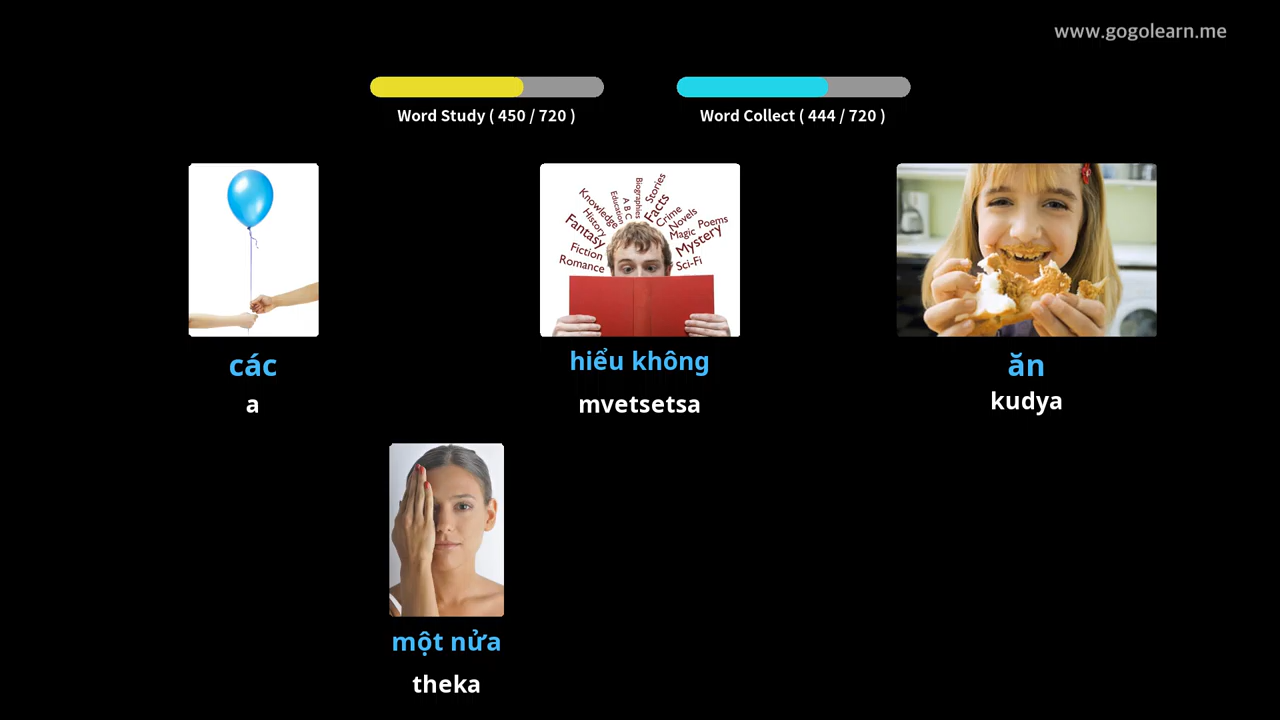 www.gogolearn.me
Word Study ( 450 / 720 )
Word Collect ( 444 / 720 )
Knowledge
Education
Biographies
Stories
A B C
Facts
History
Crime
Novels
Poems
Fantasy
Magic
Mystery
Fiction
Romance
Sci-Fi
các
a
hiểu không
mvetsetsa
ăn
kudya
một nửa
theka